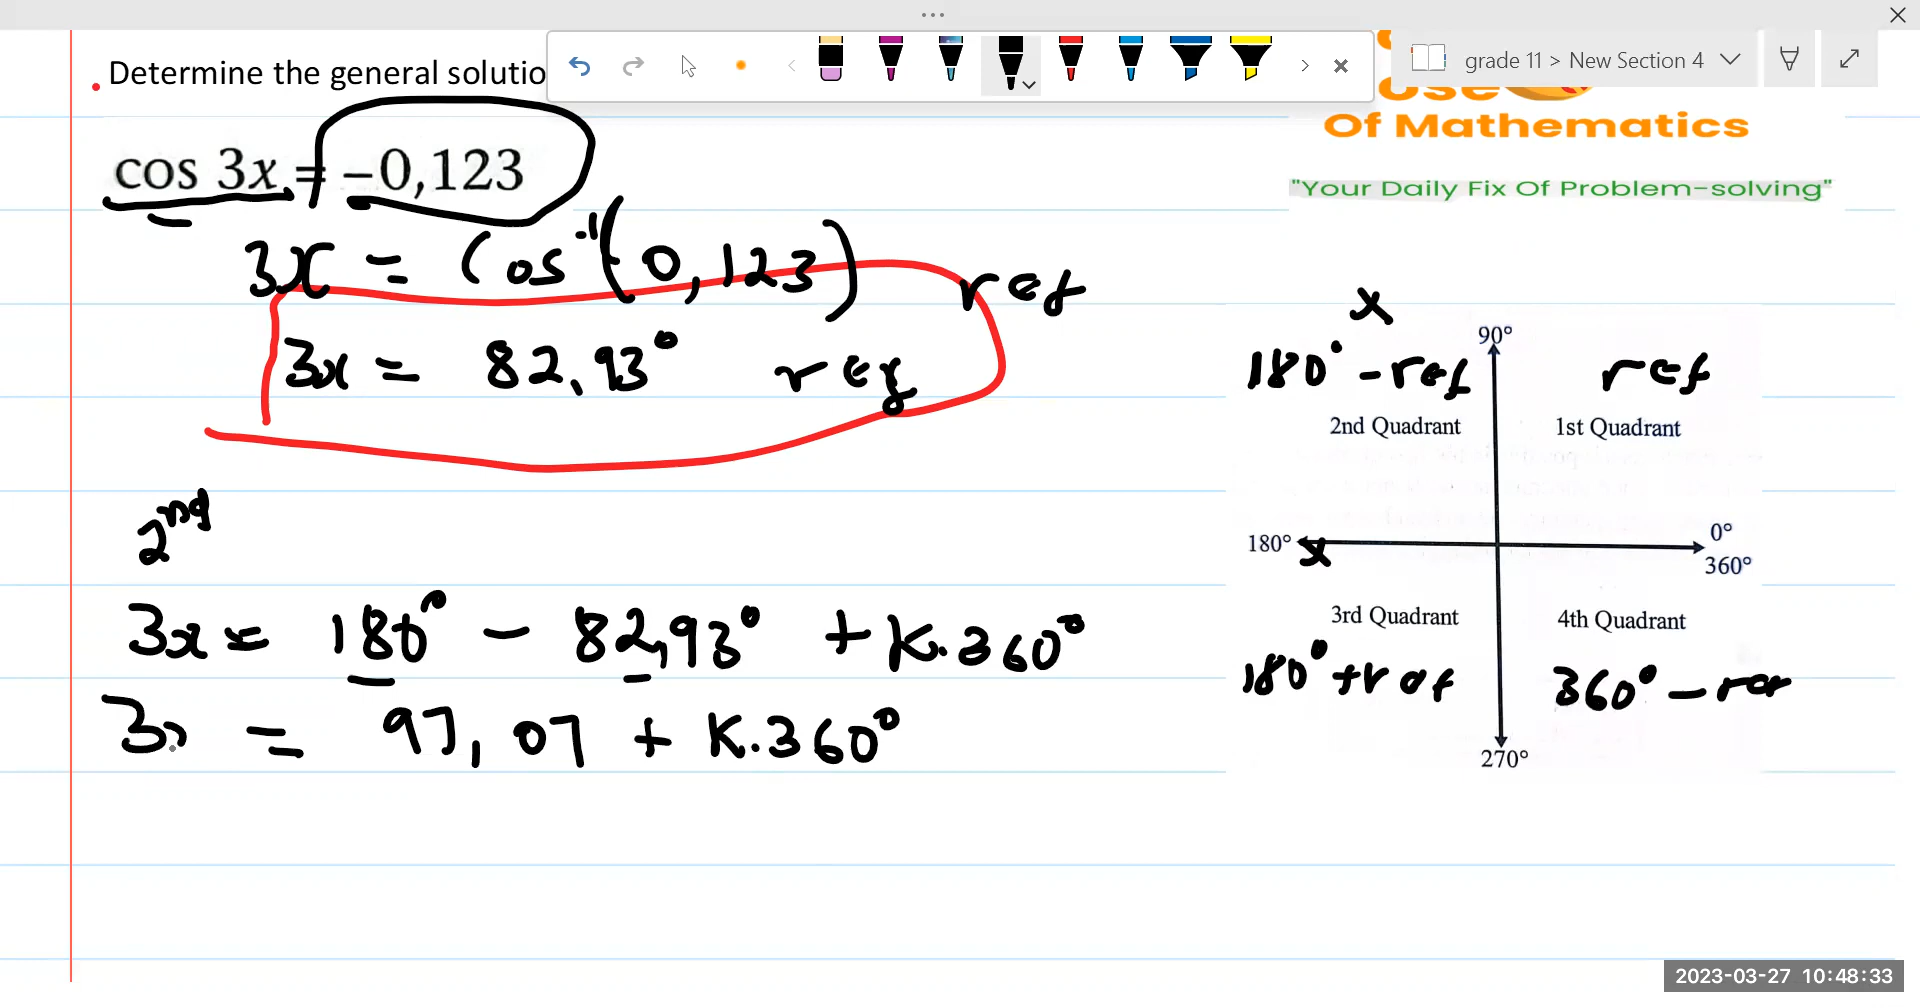 grade 11 > New Section 4
Determine the general solutio
Of Mathematics
"Your Daily Fix Of Problem-solving"
cos 3x = −0,123
3x = Cos⁻¹(0,123) ref
3x = 82,93° ref
2nd
3x = 180° − 82,93° + K.360°
3x = 97,07 + K.360°
x
90°
180° − ref
ref
2nd Quadrant
1st Quadrant
180°
x
0°
360°
3rd Quadrant
4th Quadrant
180° + ref
360° − ref
270°
2023-03-27 10:48:33